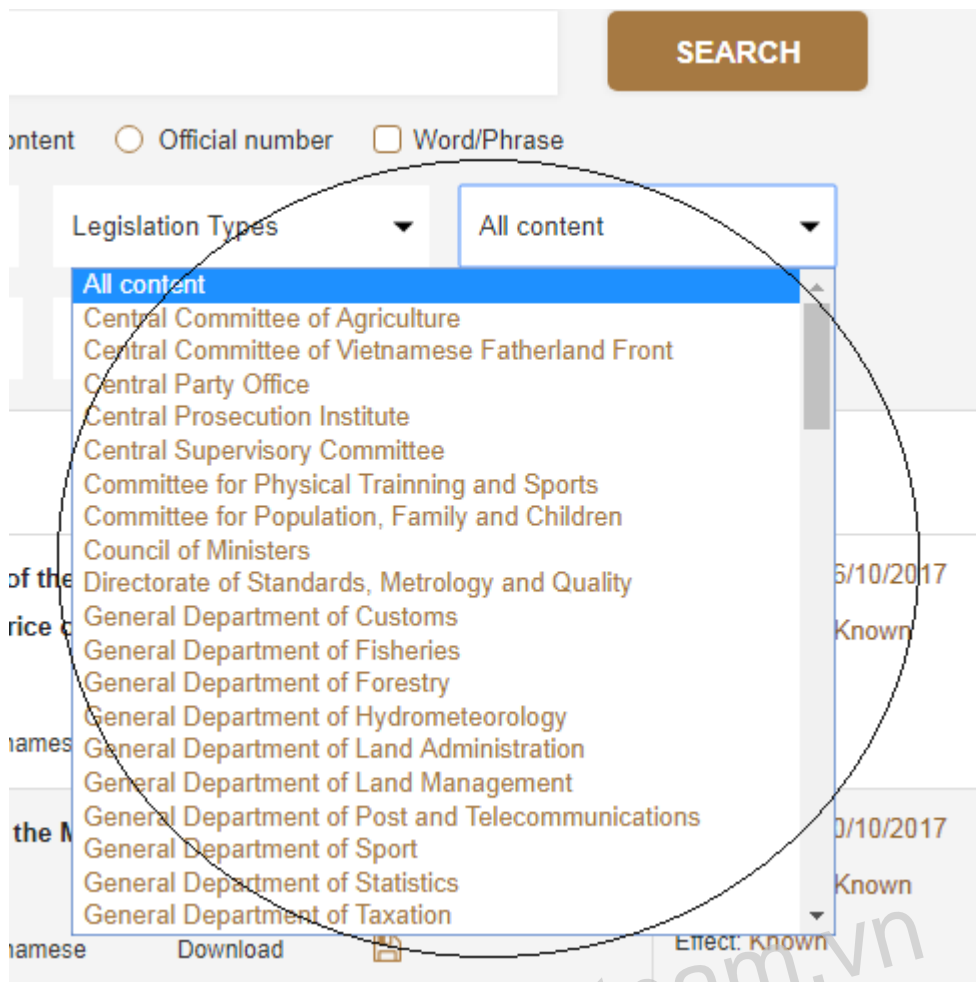 SEARCH
Official number Word/Phrase
Legislation Types All content
All content
Central Committee of Agriculture
Central Committee of Vietnamese Fatherland Front
Central Party Office
Central Prosecution Institute
Central Supervisory Committee
Committee for Physical Trainning and Sports
Committee for Population, Family and Children
Council of Ministers
of the Directorate of Standards, Metrology and Quality 6/10/2017
General Department of Customs
rice General Department of Fisheries Known
General Department of Forestry
General Department of Hydrometeorology
General Department of Land Administration
General Department of Land Management
General Department of Post and Telecommunications
the General Department of Sport 0/10/2017
General Department of Statistics Known
General Department of Taxation
Download Effect: Known
.vn